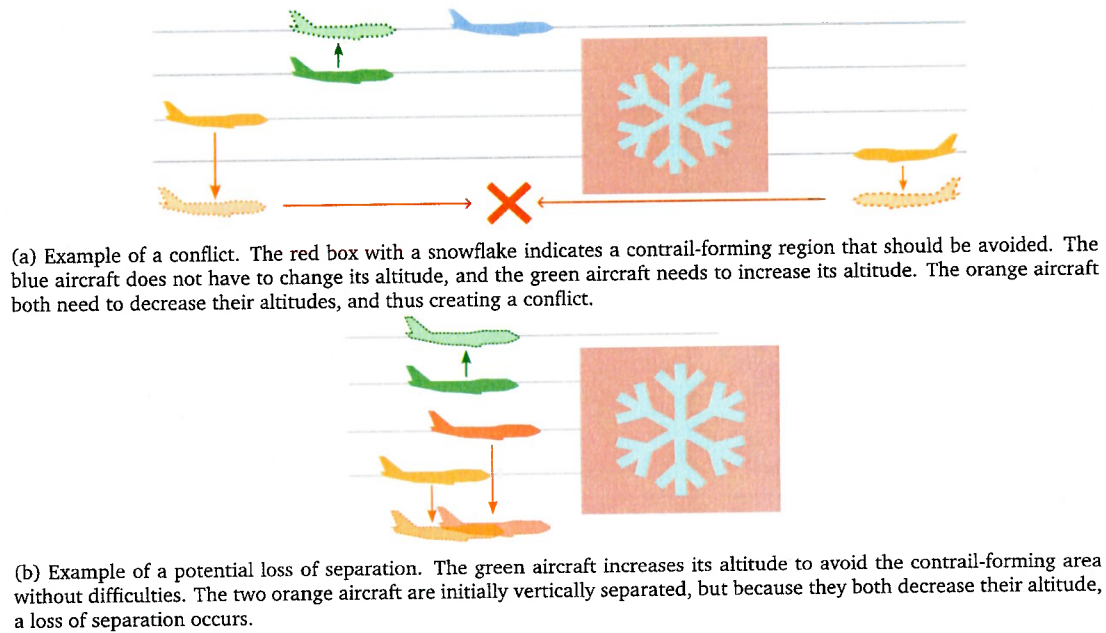 (a) Example of a conflict. The red box with a snowflake indicates a contrail-forming region that should be avoided. The
blue aircraft does not have to change its altitude, and the green aircraft needs to increase its altitude. The orange aircraft
both need to decrease their altitudes, and thus creating a conflict.
(b) Example of a potential loss of separation. The green aircraft increases its altitude to avoid the contrail-forming area
without difficulties. The two orange aircraft are initially vertically separated, but because they both decrease their altitude,
a loss of separation occurs.